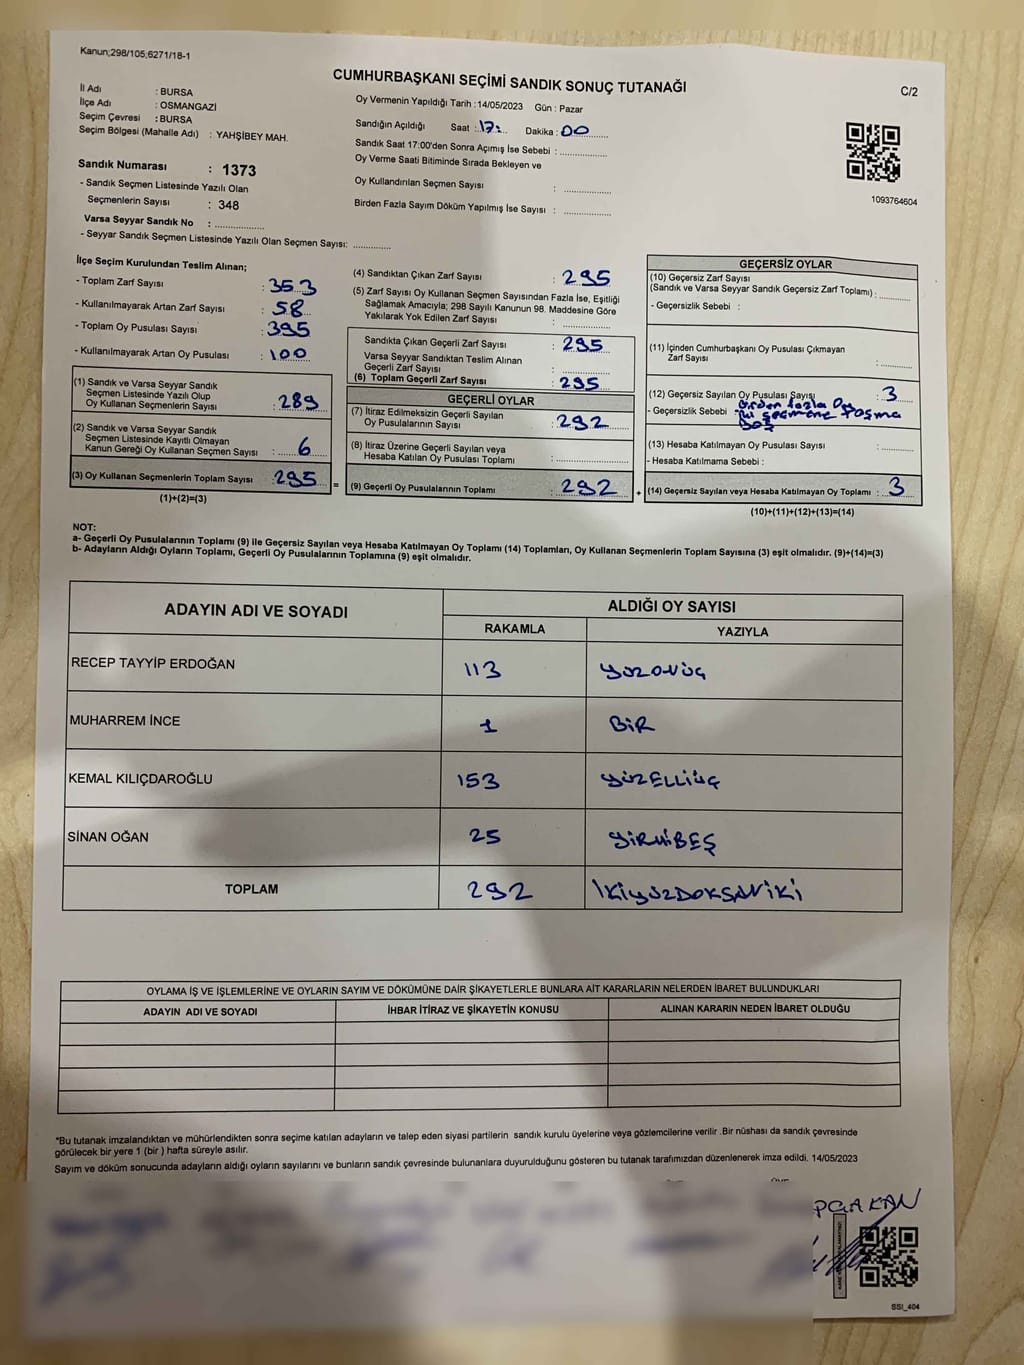 Kanun;298/105;6271/18-1
CUMHURBAŞKANI SEÇİMİ SANDIK SONUÇ TUTANAĞI
C/2
İl Adı : BURSA
İlçe Adı : OSMANGAZİ
Seçim Çevresi : BURSA
Seçim Bölgesi (Mahalle Adı) : YAHŞİBEY MAH.
Sandık Numarası : 1373
- Sandık Seçmen Listesinde Yazılı Olan
Seçmenlerin Sayısı : 348
Varsa Seyyar Sandık No : ..................
- Seyyar Sandık Seçmen Listesinde Yazılı Olan Seçmen Sayısı: .............
Oy Vermenin Yapıldığı Tarih : 14/05/2023 Gün : Pazar
Sandığın Açıldığı Saat : 17: Dakika : 00
Sandık Saat 17:00'den Sonra Açımış İse Sebebi : ................
Oy Verme Saati Bitiminde Sırada Bekleyen ve
Oy Kullandırılan Seçmen Sayısı : ................
Birden Fazla Sayım Döküm Yapılmış İse Sayısı : ................
1093764604
İlçe Seçim Kurulundan Teslim Alınan;
- Toplam Zarf Sayısı : 353
- Kullanılmayarak Artan Zarf Sayısı : 58
- Toplam Oy Pusulası Sayısı : 395
- Kullanılmayarak Artan Oy Pusulası : 100
(1) Sandık ve Varsa Seyyar Sandık
Seçmen Listesinde Yazılı Olup
Oy Kullanan Seçmenlerin Sayısı : 289
(2) Sandık ve Varsa Seyyar Sandık
Seçmen Listesinde Kayıtlı Olmayan
Kanun Gereği Oy Kullanan Seçmen Sayısı : 6
(3) Oy Kullanan Seçmenlerin Toplam Sayısı : 295
(1)+(2)=(3)
(4) Sandıktan Çıkan Zarf Sayısı : 295
(5) Zarf Sayısı Oy Kullanan Seçmen Sayısından Fazla İse, Eşitliği
Sağlamak Amacıyla; 298 Sayılı Kanunun 98. Maddesine Göre
Yakılarak Yok Edilen Zarf Sayısı : ................
Sandıkta Çıkan Geçerli Zarf Sayısı : 295
Varsa Seyyar Sandıktan Teslim Alınan
Geçerli Zarf Sayısı : ................
(6) Toplam Geçerli Zarf Sayısı : 295
GEÇERLİ OYLAR
(7) İtiraz Edilmeksizin Geçerli Sayılan
Oy Pusulalarının Sayısı : 292
(8) İtiraz Üzerine Geçerli Sayılan veya
Hesaba Katılan Oy Pusulası Toplamı : ................
= (9) Geçerli Oy Pusulalarının Toplamı : 292
GEÇERSİZ OYLAR
(10) Geçersiz Zarf Sayısı
(Sandık ve Varsa Seyyar Sandık Geçersiz Zarf Toplamı) : ..........
- Geçersizlik Sebebi :
(11) İçinden Cumhurbaşkanı Oy Pusulası Çıkmayan
Zarf Sayısı : ..........
(12) Geçersiz Sayılan Oy Pusulası Sayısı : 3
- Geçersizlik Sebebi Birden fazla Oy
Boş
(13) Hesaba Katılmayan Oy Pusulası Sayısı : ..........
- Hesaba Katılmama Sebebi :
+ (14) Geçersiz Sayılan veya Hesaba Katılmayan Oy Toplamı : 3
(10)+(11)+(12)+(13)=(14)
NOT:
a- Geçerli Oy Pusulalarının Toplamı (9) ile Geçersiz Sayılan veya Hesaba Katılmayan Oy Toplamı (14) Toplamları, Oy Kullanan Seçmenlerin Toplam Sayısına (3) eşit olmalıdır. (9)+(14)=(3)
b- Adayların Aldığı Oyların Toplamı, Geçerli Oy Pusulalarının Toplamına (9) eşit olmalıdır.
ADAYIN ADI VE SOYADI
ALDIĞI OY SAYISI
RAKAMLA YAZIYLA
RECEP TAYYİP ERDOĞAN 113 YÜZONÜÇ
MUHARREM İNCE 1 BİR
KEMAL KILIÇDAROĞLU 153 YÜZELLİÜÇ
SİNAN OĞAN 25 YİRMİBEŞ
TOPLAM 292 İKİYÜZDOKSANİKİ
OYLAMA İŞ VE İŞLEMLERİNE VE OYLARIN SAYIM VE DÖKÜMÜNE DAİR ŞİKAYETLERLE BUNLARA AİT KARARLARIN NELERDEN İBARET BULUNDUKLARI
ADAYIN ADI VE SOYADI İHBAR İTİRAZ VE ŞİKAYETİN KONUSU ALINAN KARARIN NEDEN İBARET OLDUĞU
*Bu tutanak imzalandıktan ve mühürlendikten sonra seçime katılan adayların ve talep eden siyasi partilerin sandık kurulu üyelerine veya gözlemcilerine verilir .Bir nüshası da sandık çevresinde
görülecek bir yere 1 (bir ) hafta süreyle asılır.
Sayım ve döküm sonucunda adayların aldığı oyların sayılarını ve bunların sandık çevresinde bulunanlara duyurulduğunu gösteren bu tutanak tarafımızdan düzenlenerek imza edildi. 14/05/2023
SSI_404